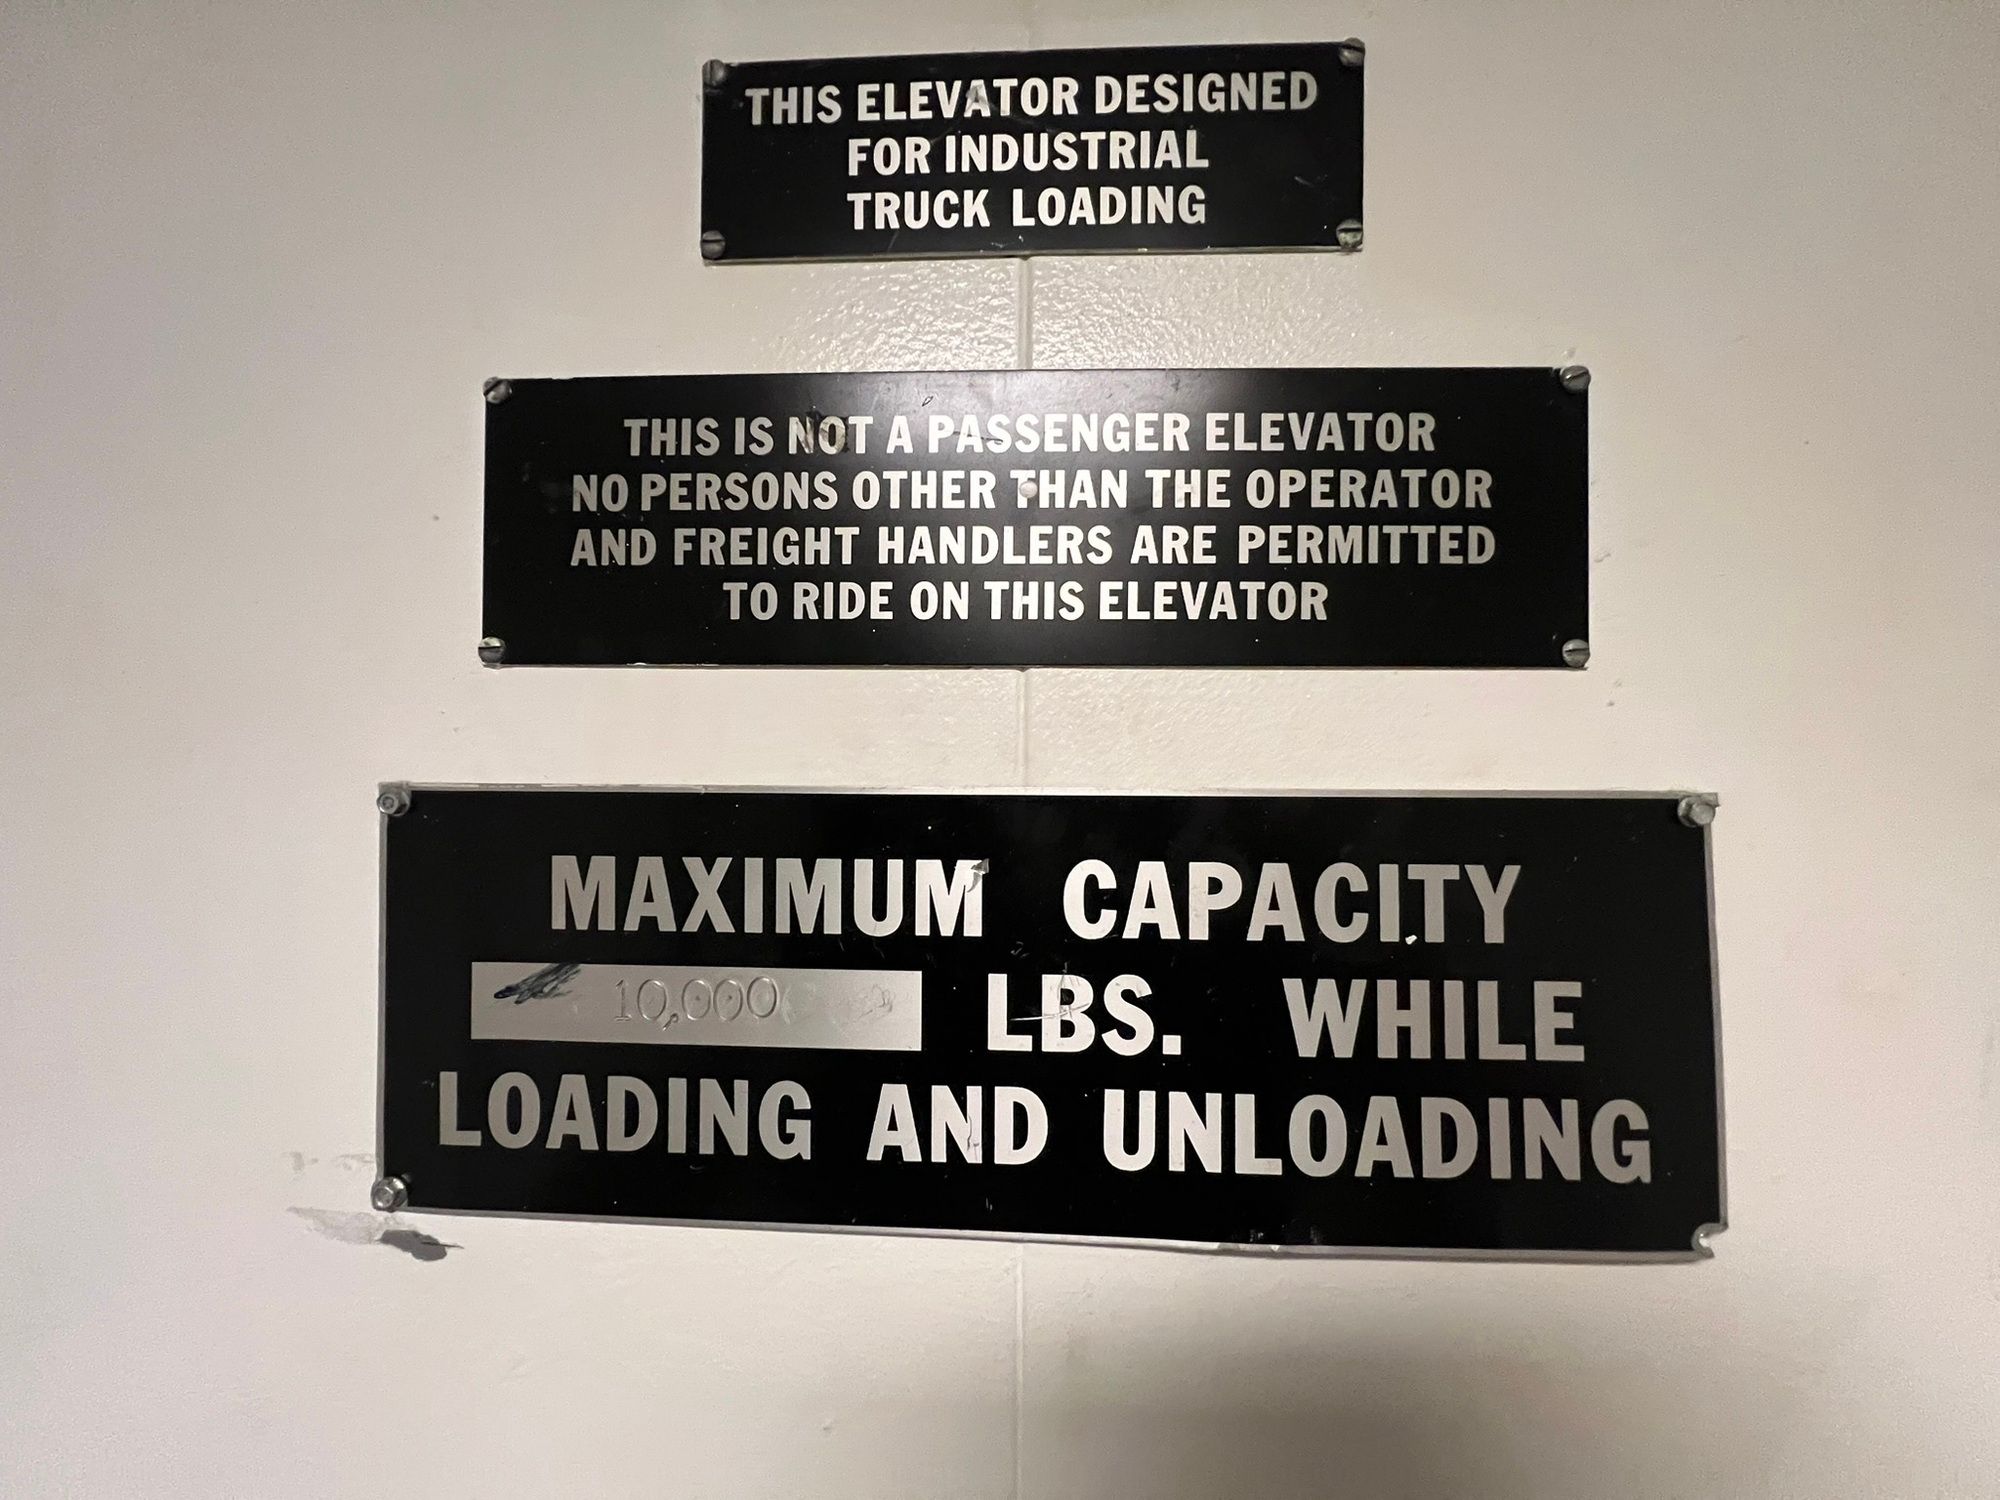 THIS ELEVATOR DESIGNED
FOR INDUSTRIAL
TRUCK LOADING
THIS IS NOT A PASSENGER ELEVATOR
NO PERSONS OTHER THAN THE OPERATOR
AND FREIGHT HANDLERS ARE PERMITTED
TO RIDE ON THIS ELEVATOR
MAXIMUM CAPACITY
10,000 LBS. WHILE
LOADING AND UNLOADING